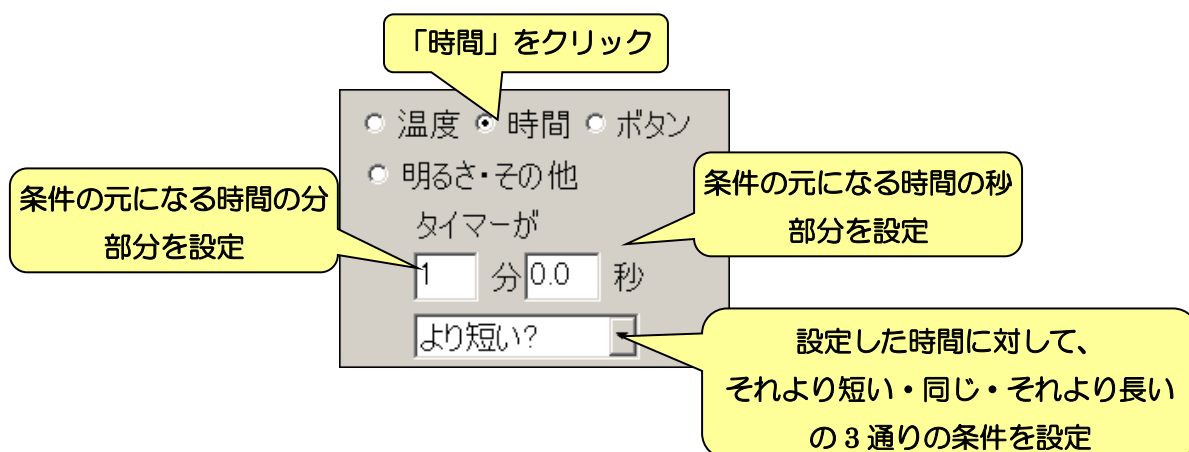 「時間」をクリック
温度 時間 ボタン
明るさ・その他
条件の元になる時間の分
部分を設定
条件の元になる時間の秒
部分を設定
タイマーが
1 分 0.0 秒
より短い?
設定した時間に対して、
それより短い・同じ・それより長い
の3通りの条件を設定